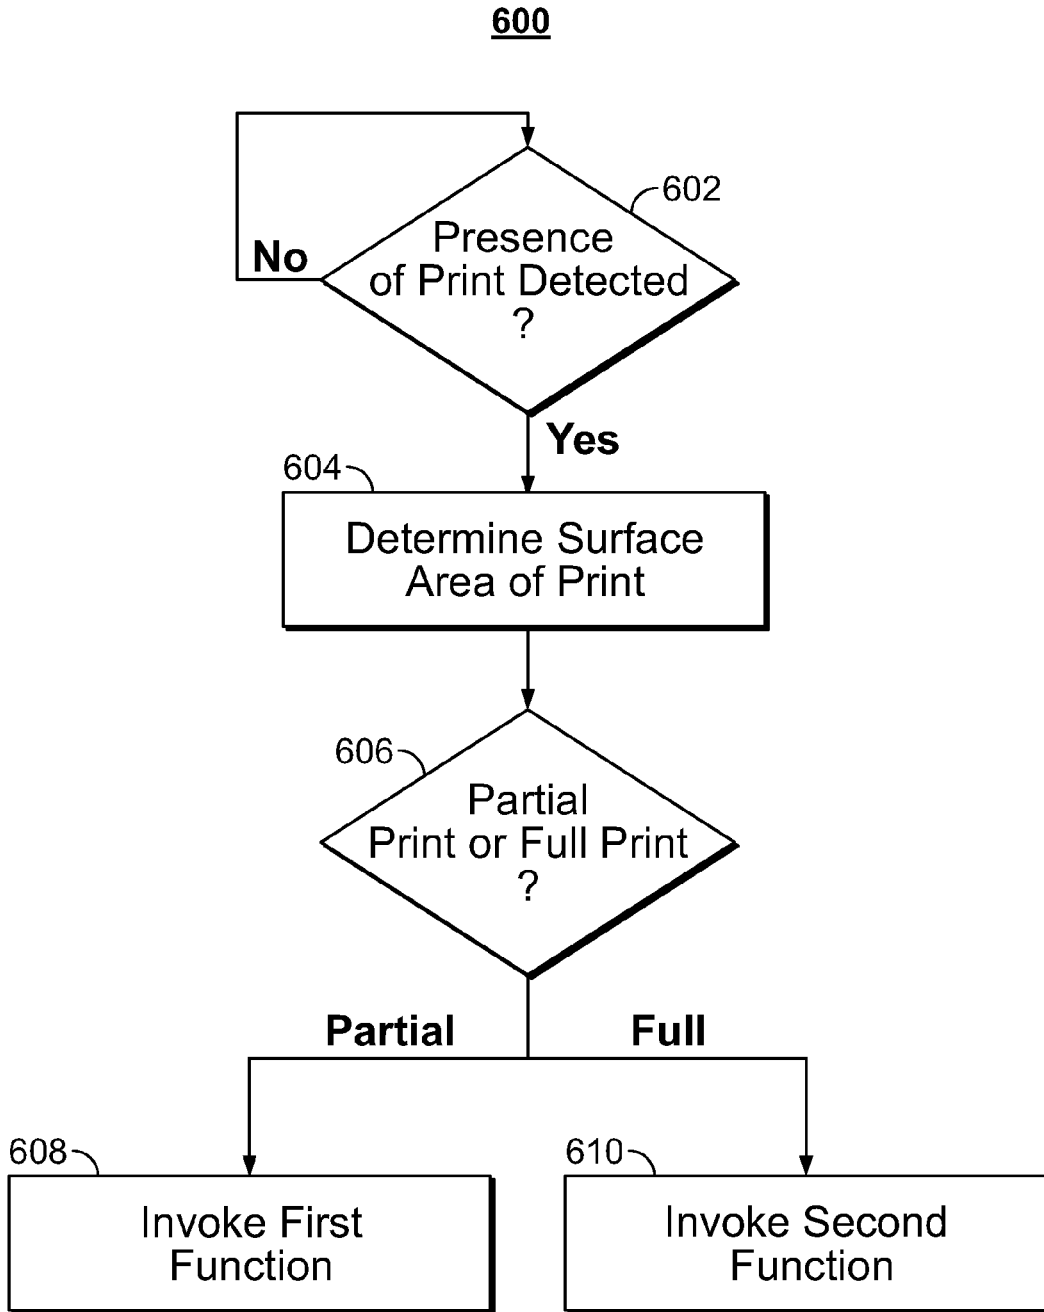 600
602
Presence
of Print Detected
?
No
Yes
604
Determine Surface
Area of Print
606
Partial
Print or Full Print
?
Partial
Full
608
Invoke First
Function
610
Invoke Second
Function